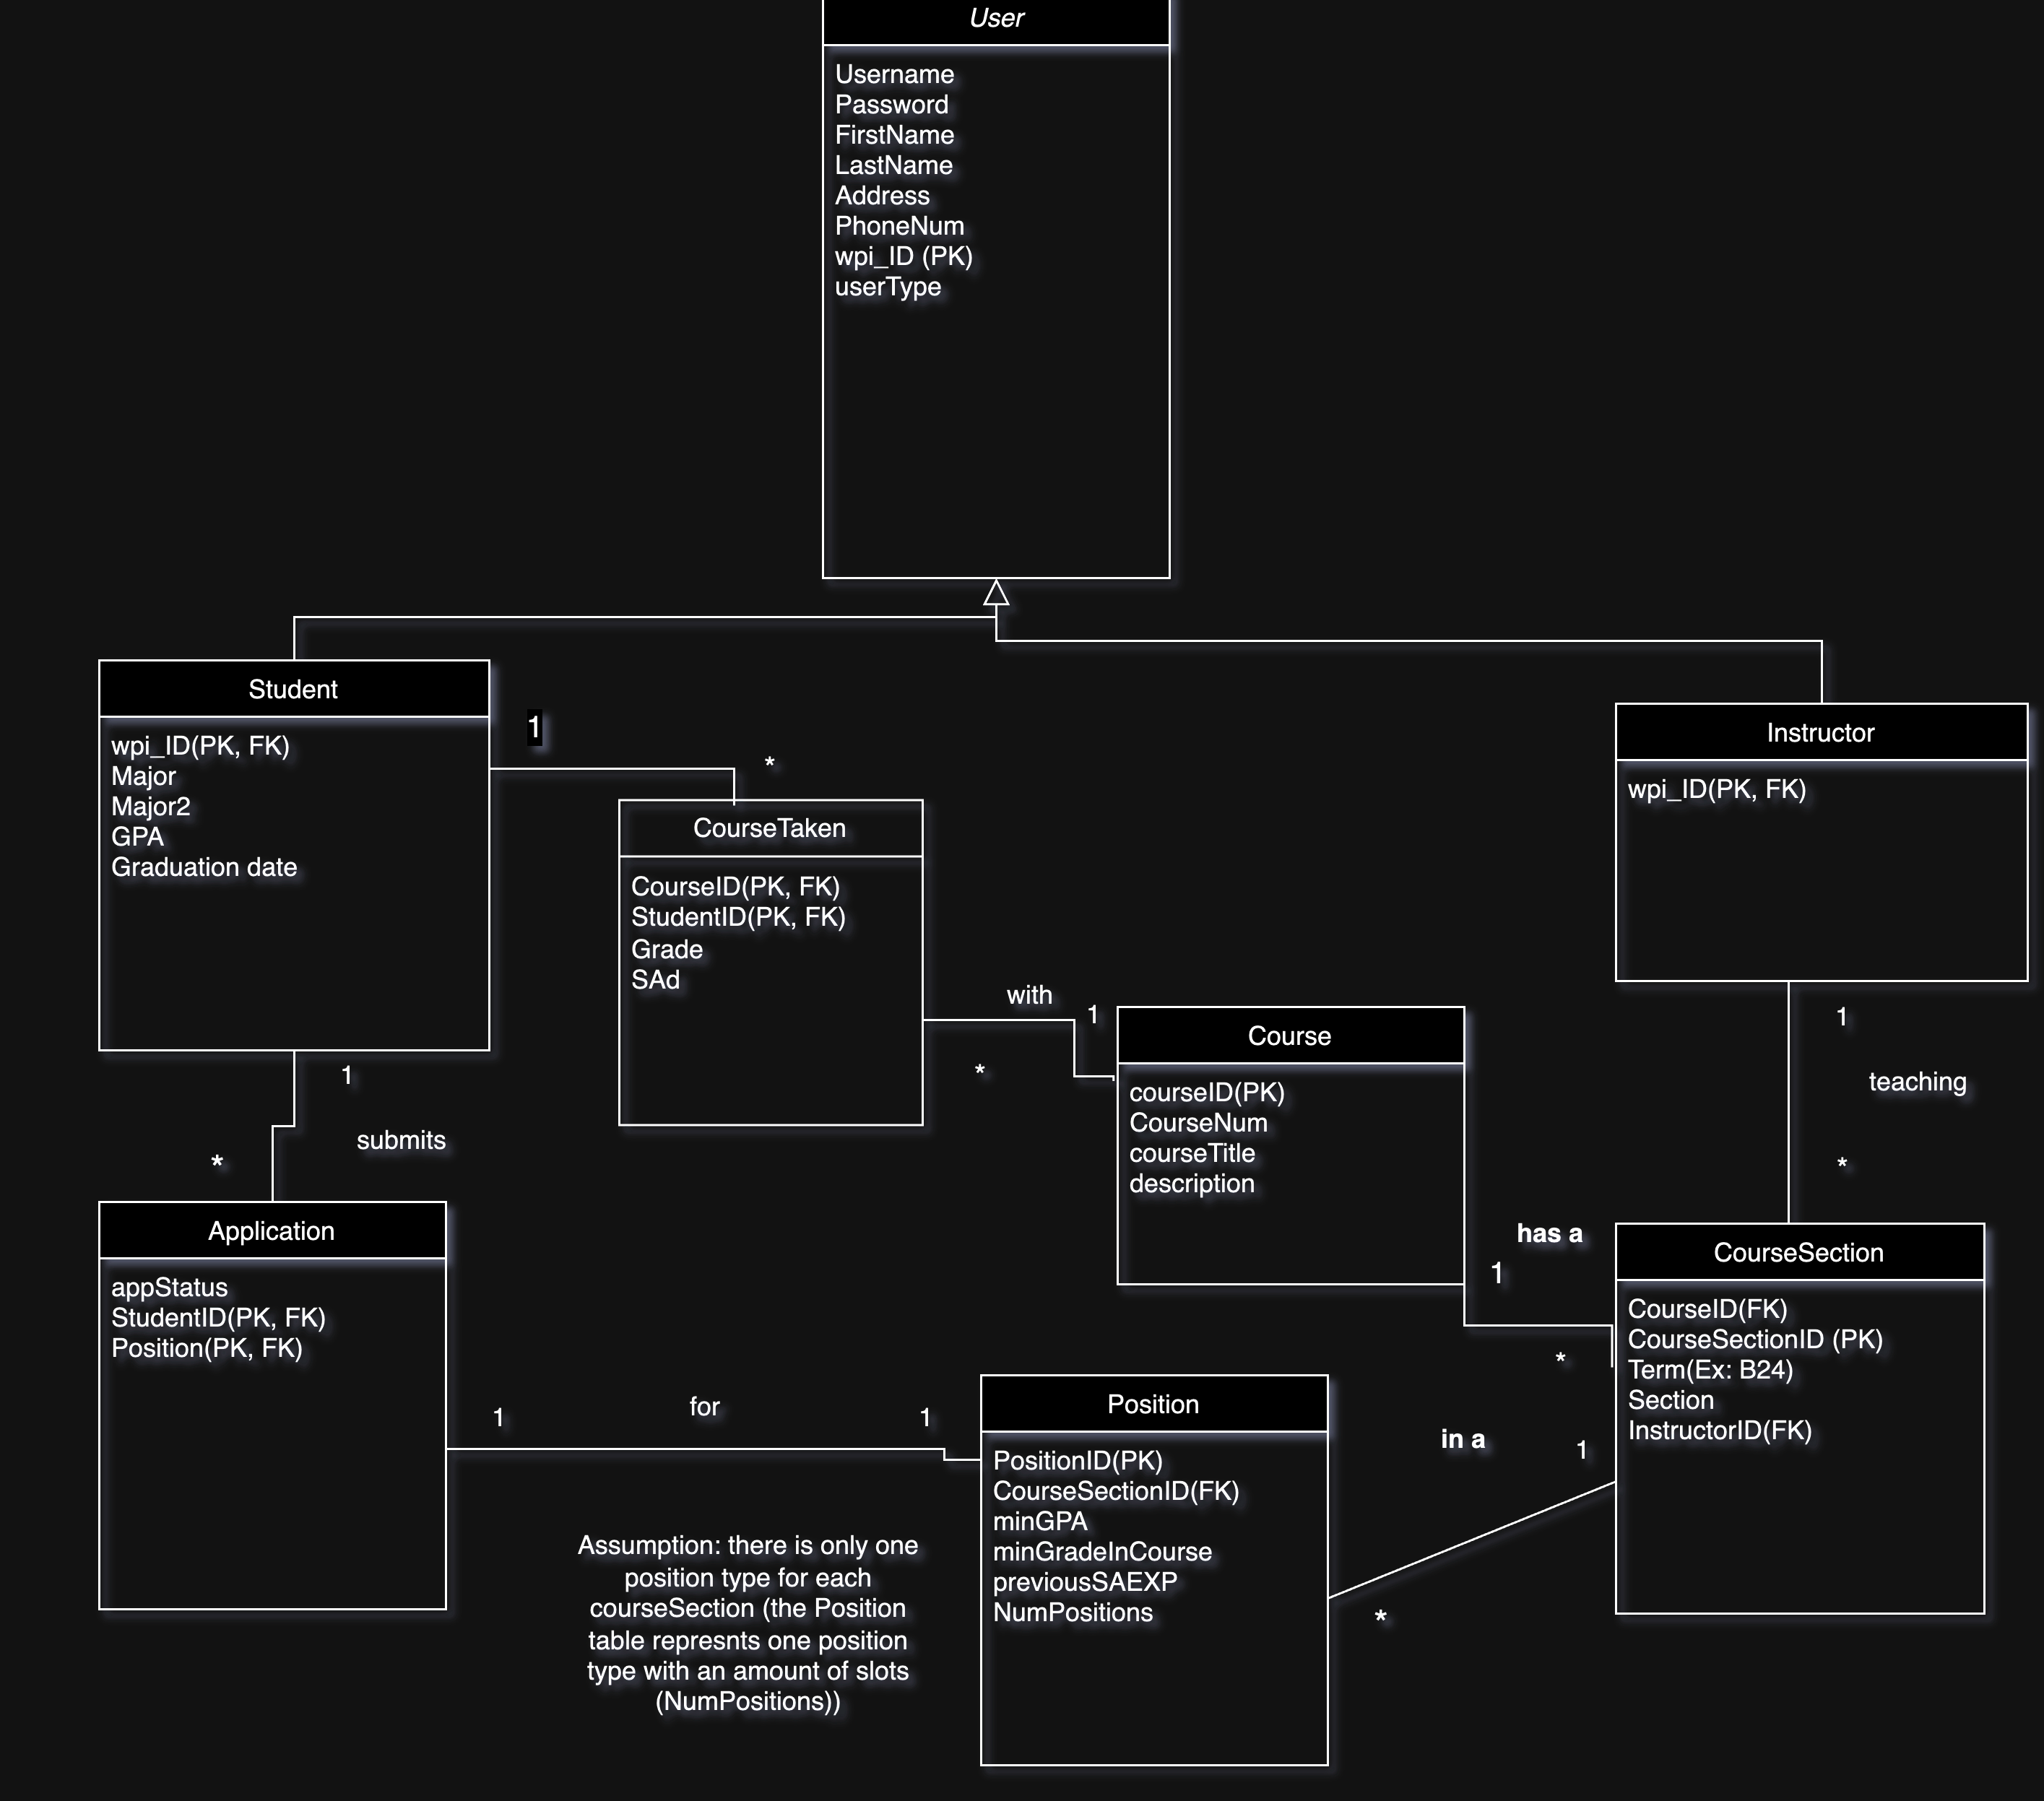 User
Username
Password
FirstName
LastName
Address
PhoneNum
wpi_ID (PK)
userType
Student
wpi_ID(PK, FK)
Major
Major2
GPA
Graduation date
1
*
CourseTaken
CourseID(PK, FK)
StudentID(PK, FK)
Grade
SAd
Instructor
wpi_ID(PK, FK)
with
1
*
Course
courseID(PK)
CourseNum
courseTitle
description
1
teaching
*
1
submits
*
Application
appStatus
StudentID(PK, FK)
Position(PK, FK)
has a
1
*
CourseSection
CourseID(FK)
CourseSectionID (PK)
Term(Ex: B24)
Section
InstructorID(FK)
1
for
1
Position
PositionID(PK)
CourseSectionID(FK)
minGPA
minGradeInCourse
previousSAEXP
NumPositions
in a
1
*
Assumption: there is only one
position type for each
courseSection (the Position
table represnts one position
type with an amount of slots
(NumPositions))